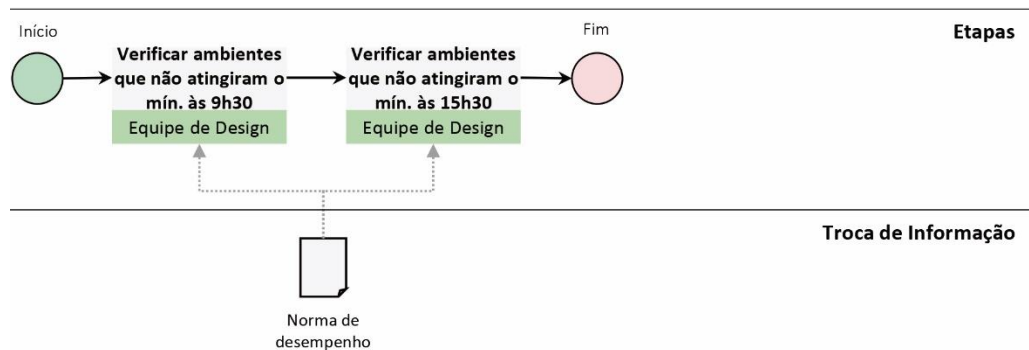 Início
Fim
Etapas
Verificar ambientes
que não atingiram o
mín. às 9h30
Equipe de Design
Verificar ambientes
que não atingiram o
mín. às 15h30
Equipe de Design
Troca de Informação
Norma de
desempenho